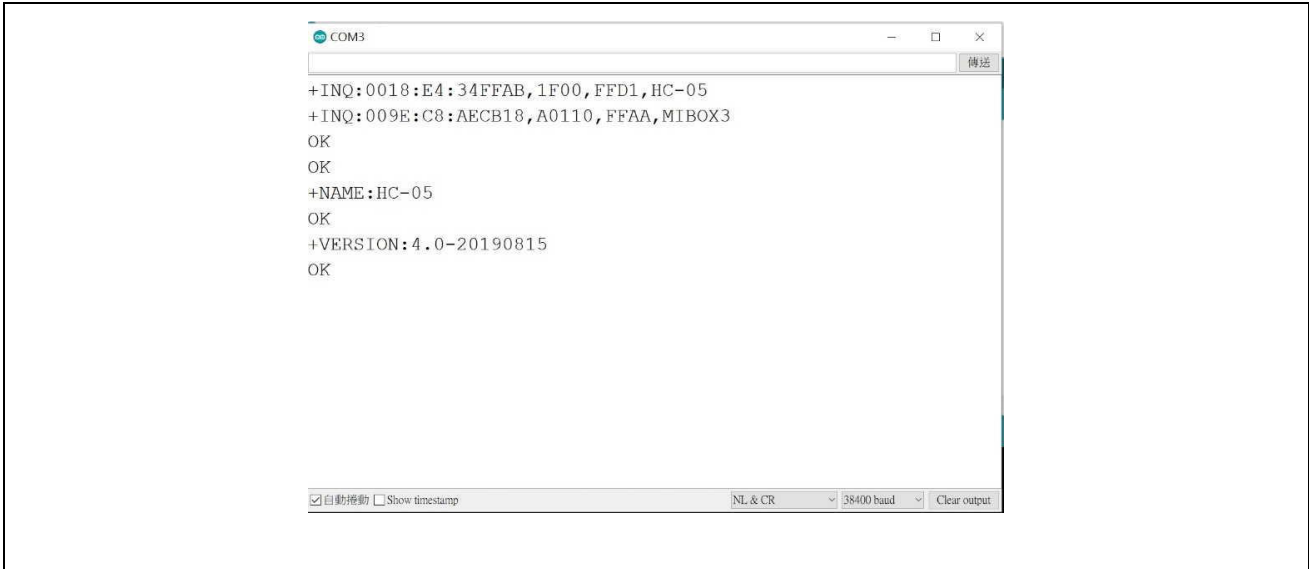 COM3
傳送
+INQ:0018:E4:34FFAB,1F00,FFD1,HC-05
+INQ:009E:C8:AECB18,A0110,FFAA,MIBOX3
OK
OK
+NAME:HC-05
OK
+VERSION:4.0-20190815
OK
自動捲動 Show timestamp NL & CR 38400 baud Clear output